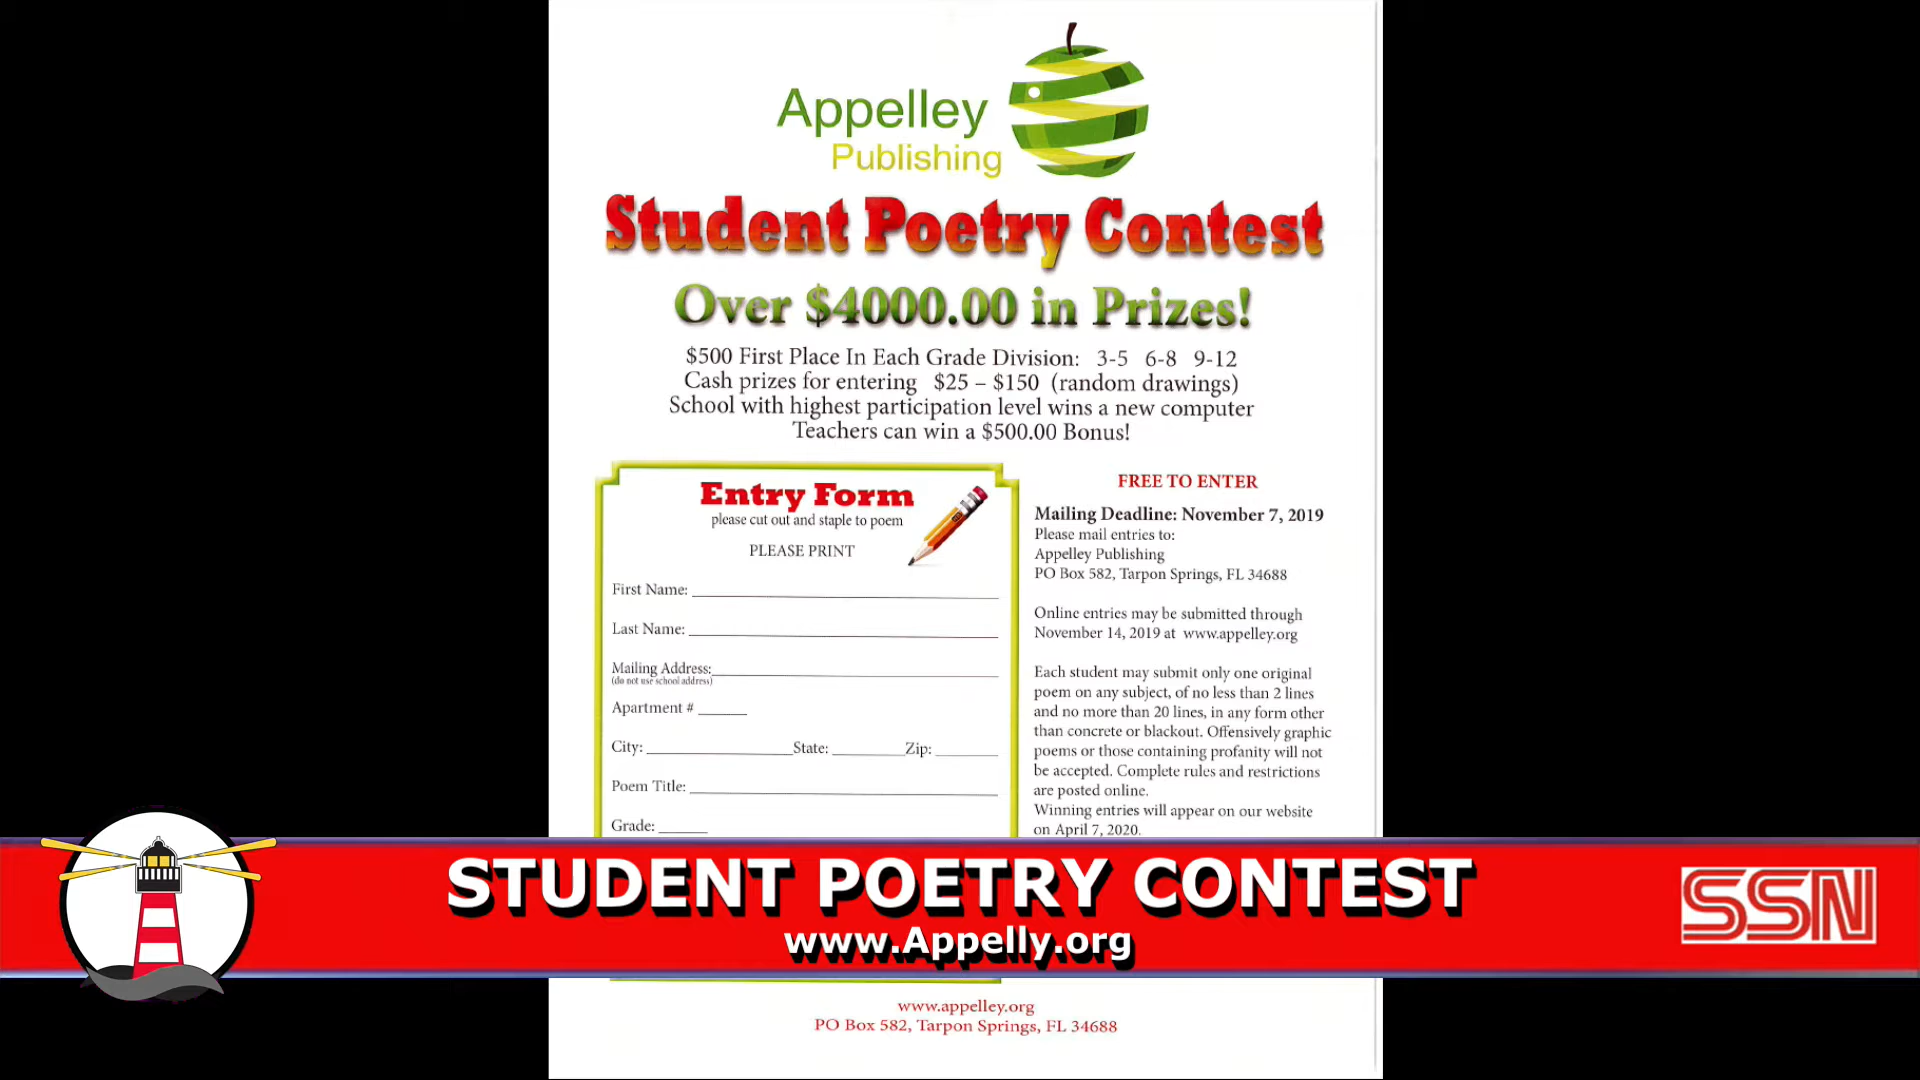 Appelley
Publishing
Student Poetry Contest
Over $4000.00 in Prizes!
$500 First Place In Each Grade Division: 3-5 6-8 9-12
Cash prizes for entering $25 – $150 (random drawings)
School with highest participation level wins a new computer
Teachers can win a $500.00 Bonus!
Entry Form
please cut out and staple to poem
PLEASE PRINT
First Name:
Last Name:
Mailing Address:
(do not use school address)
Apartment #
City: State: Zip:
Poem Title:
Grade:
FREE TO ENTER
Mailing Deadline: November 7, 2019
Please mail entries to:
Appelley Publishing
PO Box 582, Tarpon Springs, FL 34688
Online entries may be submitted through
November 14, 2019 at www.appelley.org
Each student may submit only one original
poem on any subject, of no less than 2 lines
and no more than 20 lines, in any form other
than concrete or blackout. Offensively graphic
poems or those containing profanity will not
be accepted. Complete rules and restrictions
are posted online.
Winning entries will appear on our website
on April 7, 2020.
STUDENT POETRY CONTEST
www.Appelly.org
SSN
www.appelley.org
PO Box 582, Tarpon Springs, FL 34688